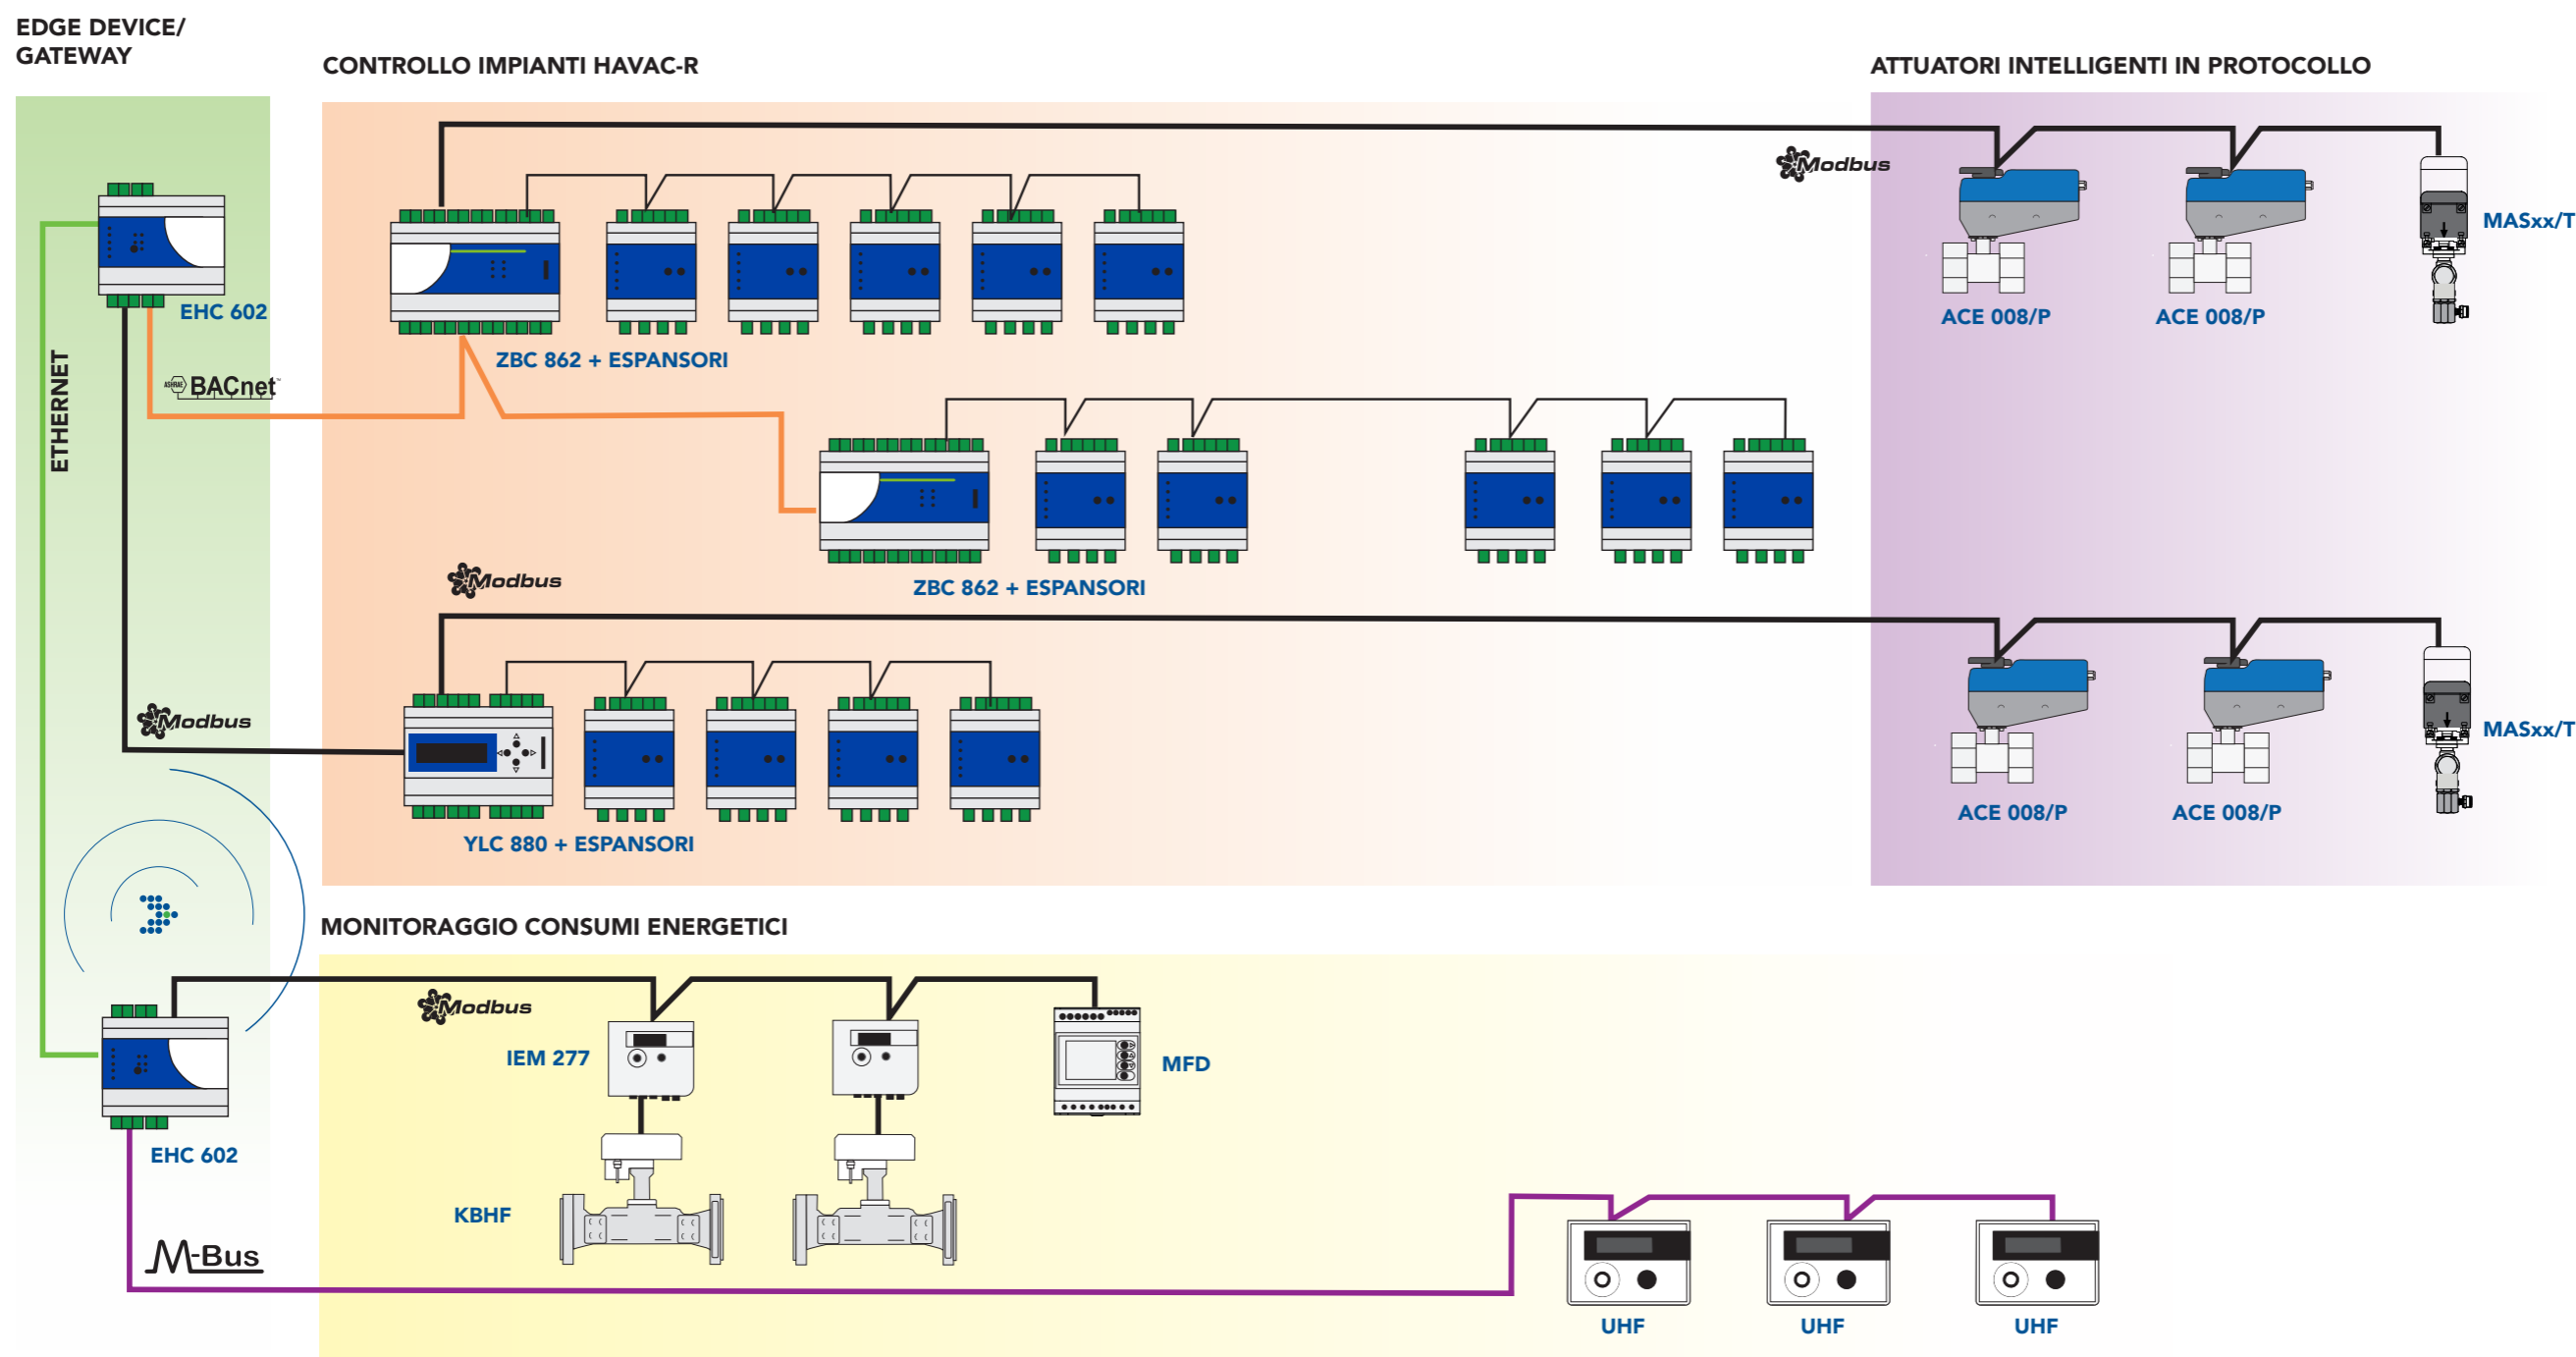 EDGE DEVICE/
GATEWAY
CONTROLLO IMPIANTI HAVAC-R
ATTUATORI INTELLIGENTI IN PROTOCOLLO
Modbus
MASxx/T
EHC 602
ACE 008/P
ACE 008/P
ZBC 862 + ESPANSORI
ETHERNET
ASHRAE BACnet™
Modbus
ZBC 862 + ESPANSORI
Modbus
MASxx/T
ACE 008/P
ACE 008/P
YLC 880 + ESPANSORI
MONITORAGGIO CONSUMI ENERGETICI
Modbus
IEM 277
MFD
EHC 602
KBHF
M-Bus
UHF
UHF
UHF